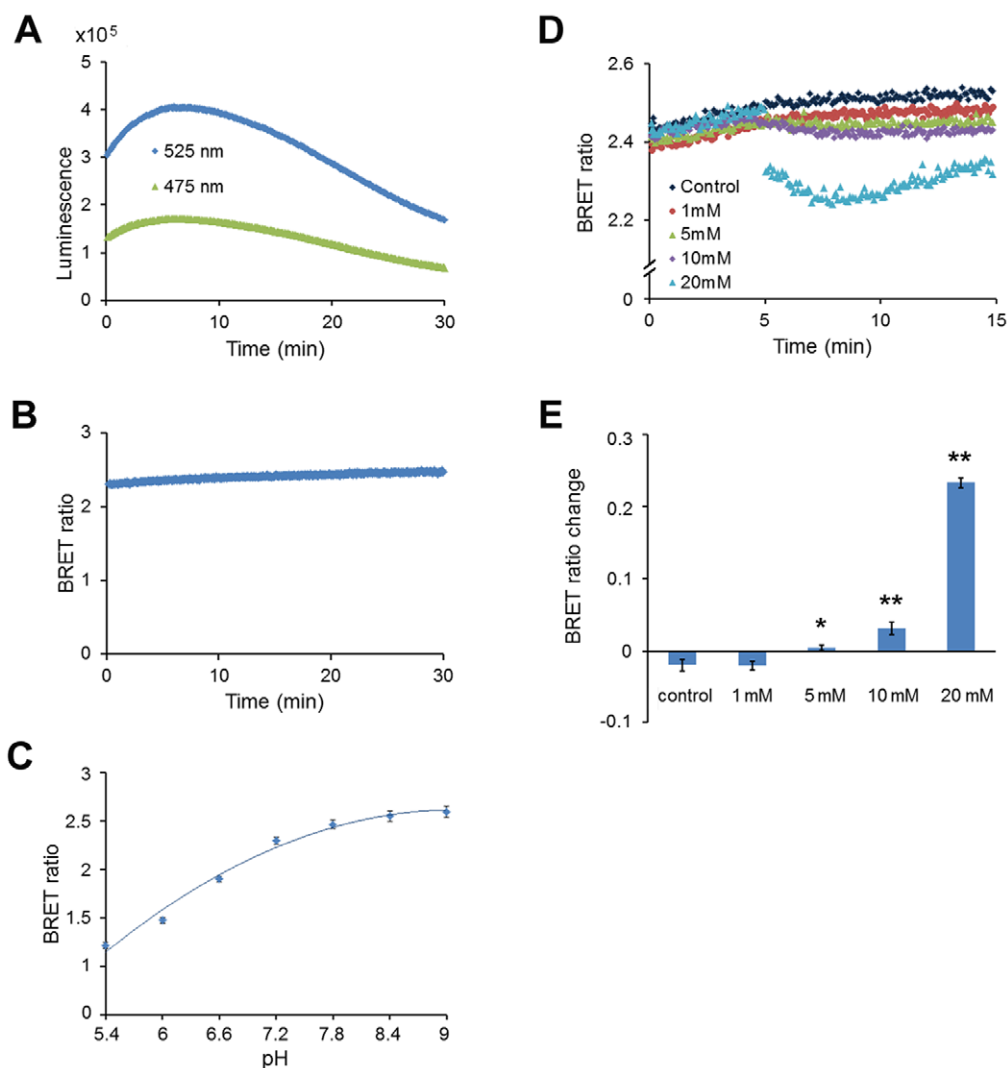 A
x10⁵
5
4
3
2
1
0
Luminescence
525 nm
475 nm
0 10 20 30
Time (min)
B
3
2
1
0
BRET ratio
0 10 20 30
Time (min)
C
3
2.5
2
1.5
1
0
BRET ratio
5.4 6 6.6 7.2 7.8 8.4 9
pH
D
2.6
2.4
2.2
0
BRET ratio
Control
1mM
5mM
10mM
20mM
0 5 10 15
Time (min)
E
0.3
0.2
0.1
0
-0.1
BRET ratio change
* ** **
control 1 mM 5 mM 10 mM 20 mM